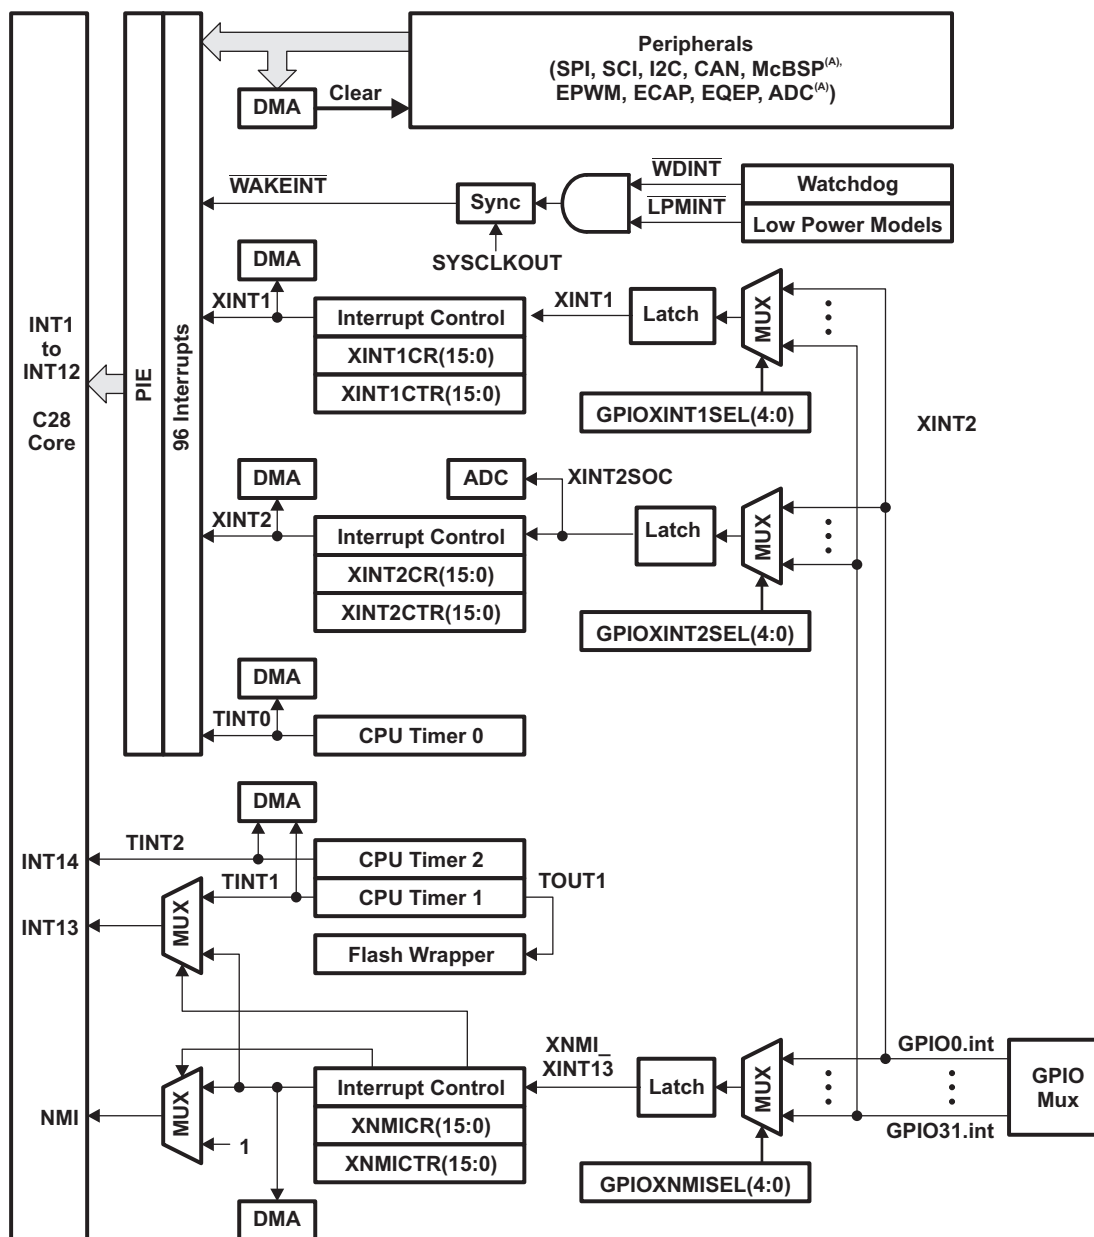 Peripherals
(SPI, SCI, I2C, CAN, McBSP(A),
EPWM, ECAP, EQEP, ADC(A))
DMA
Clear
WAKEINT
Sync
SYSCLKOUT
WDINT
LPMINT
Watchdog
Low Power Models
DMA
XINT1
Interrupt Control
XINT1CR(15:0)
XINT1CTR(15:0)
XINT1
Latch
MUX
GPIOXINT1SEL(4:0)
INT1
to
INT12
C28
Core
PIE
96 Interrupts
XINT2
DMA
XINT2
Interrupt Control
XINT2CR(15:0)
XINT2CTR(15:0)
ADC
XINT2SOC
Latch
MUX
GPIOXINT2SEL(4:0)
DMA
TINT0
CPU Timer 0
DMA
INT14
TINT2
CPU Timer 2
TINT1
CPU Timer 1
TOUT1
INT13
MUX
Flash Wrapper
NMI
MUX
1
Interrupt Control
XNMICR(15:0)
XNMICTR(15:0)
DMA
XNMI_
XINT13
Latch
MUX
GPIOXNMISEL(4:0)
GPIO0.int
GPIO31.int
GPIO
Mux